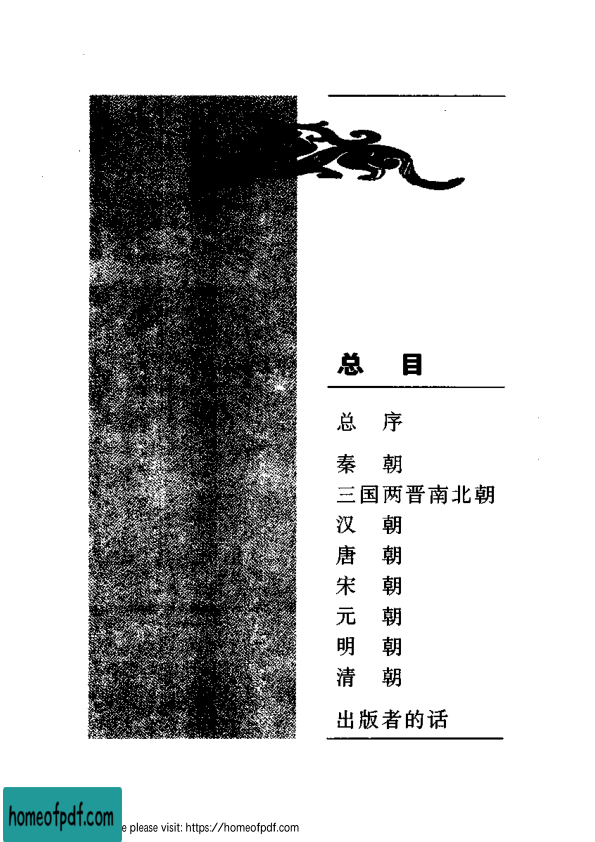 总 目
总 序
秦 朝
三国两晋南北朝
汉 朝
唐 朝
宋 朝
元 朝
明 朝
清 朝
出版者的话
homeofpdf.com
e please visit: https://homeofpdf.com